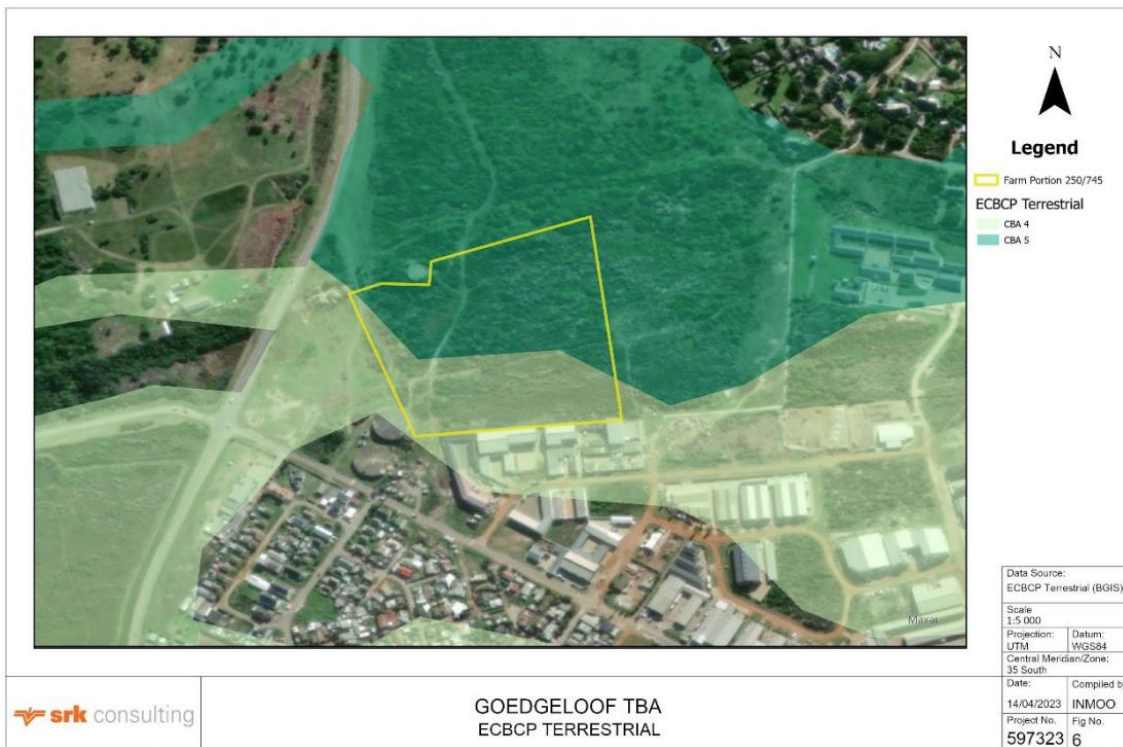 N
Legend
Farm Portion 250/745
ECBCP Terrestrial
CBA 4
CBA 5
Maxar
Data Source:
ECBCP Terrestrial (BGIS)
Scale
1:5 000
Projection: Datum:
UTM WGS84
Central Meridian/Zone:
35 South
Date: Compiled b
14/04/2023 INMOO
Project No. Fig No.
597323 6
srk consulting
GOEDGELOOF TBA
ECBCP TERRESTRIAL